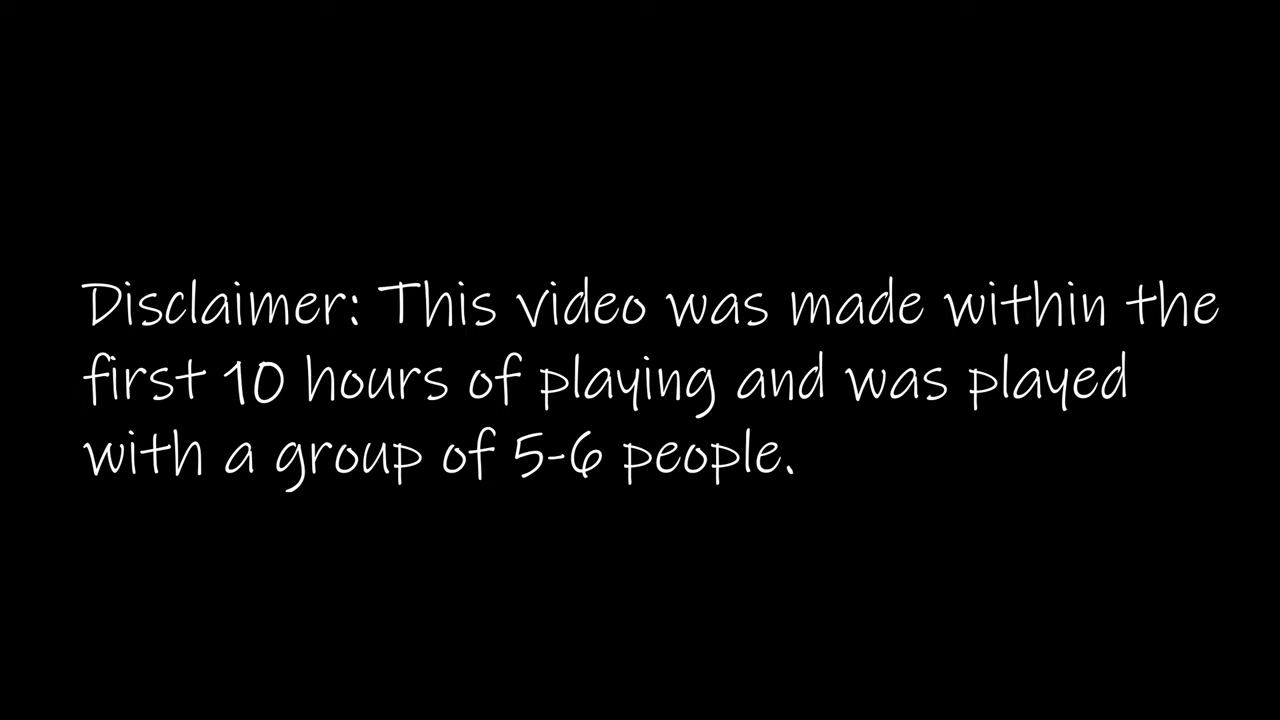 Disclaimer: This video was made within the
first 10 hours of playing and was played
with a group of 5-6 people.